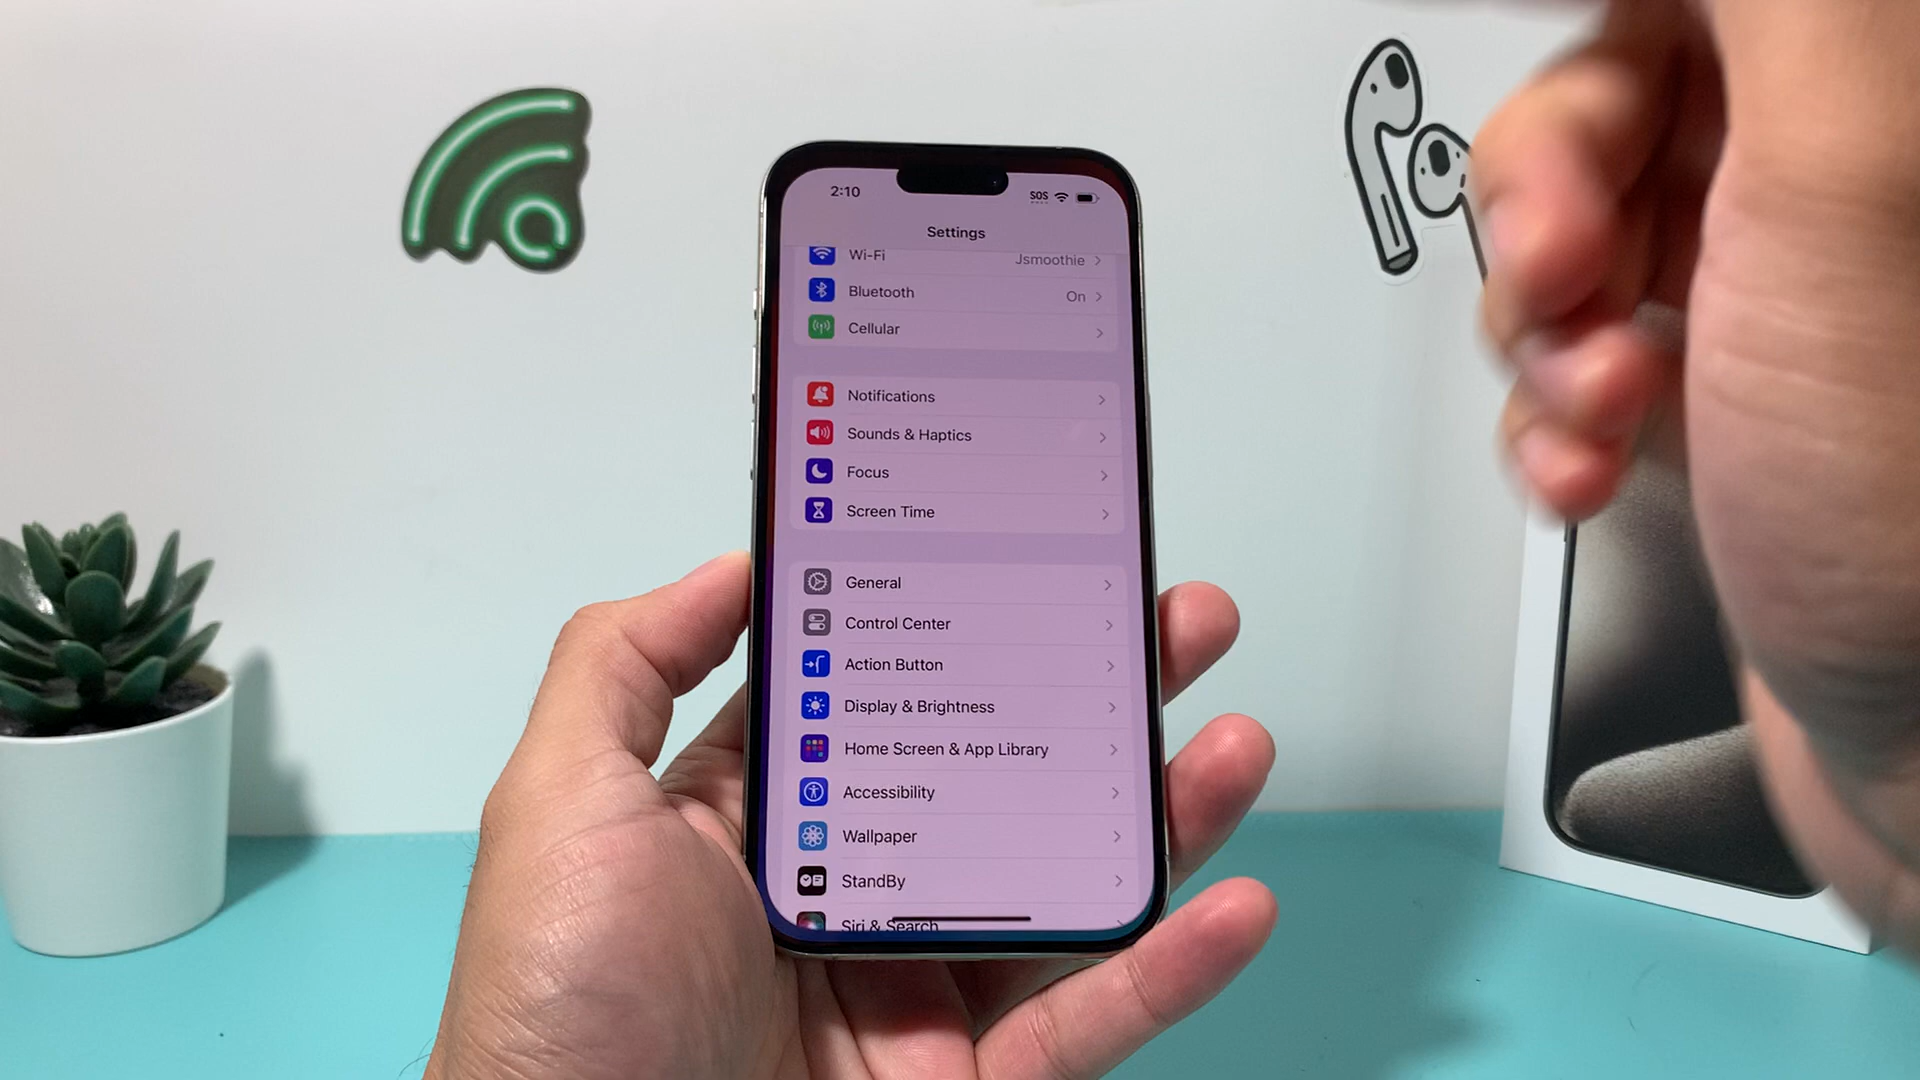 2:10
SOS
Settings
Wi-Fi Jsmoothie
Bluetooth On
Cellular
Notifications
Sounds & Haptics
Focus
Screen Time
General
Control Center
Action Button
Display & Brightness
Home Screen & App Library
Accessibility
Wallpaper
StandBy
Siri & Search